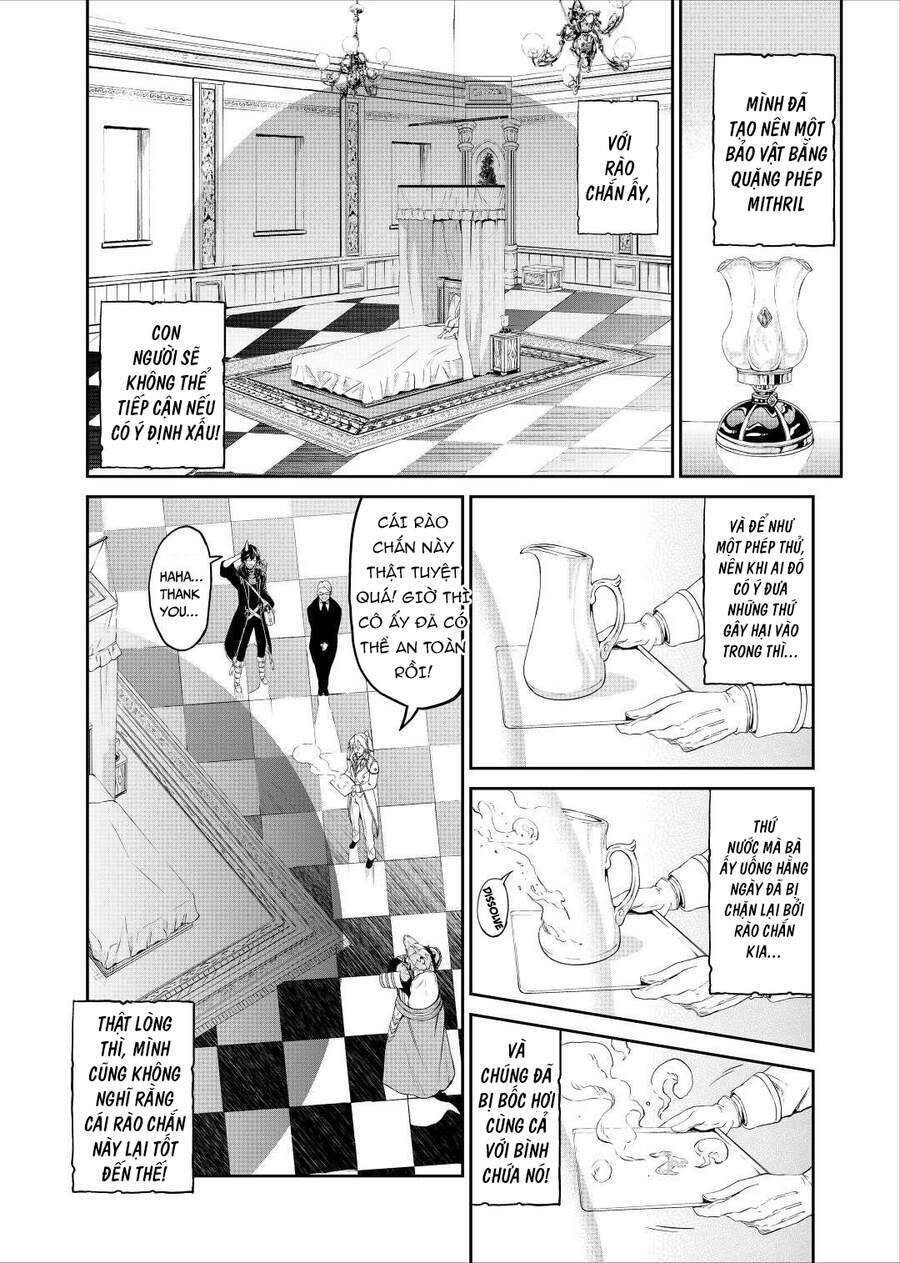 MÌNH ĐÃ
TẠO NÊN MỘT
BẢO VẬT BẰNG
QUẶNG PHÉP
MITHRIL
VỚI
RÀO
CHẮN ẤY,
CON
NGƯỜI SẼ
KHÔNG THỂ
TIẾP CẬN NẾU
CÓ Ý ĐỊNH XẤU!
VÀ ĐỂ NHƯ
MỘT PHÉP THỬ,
NÊN KHI AI ĐÓ
CÓ Ý ĐƯA
NHỮNG THỨ
GÂY HẠI VÀO
TRONG THÌ...
THỨ
NƯỚC MÀ BÀ
ẤY UỐNG HẰNG
NGÀY ĐÃ BỊ
CHẶN LẠI BỞI
RÀO CHẮN
KIA...
DISSOLVE
VÀ
CHÚNG ĐÃ
BỊ BỐC HƠI
CÙNG CẢ
VỚI BÌNH
CHỨA NÓ!
CÁI RÀO
CHẮN NÀY
THẬT TUYỆT
QUÁ! GIỜ THÌ
CÔ ẤY ĐÃ CÓ
THỂ AN TOÀN
RỒI!
HAHA...
THANK
YOU...
THẬT LÒNG
THÌ, MÌNH
CŨNG KHÔNG
NGHĨ RẰNG
CÁI RÀO CHẮN
NÀY LẠI TỐT
ĐẾN THẾ!